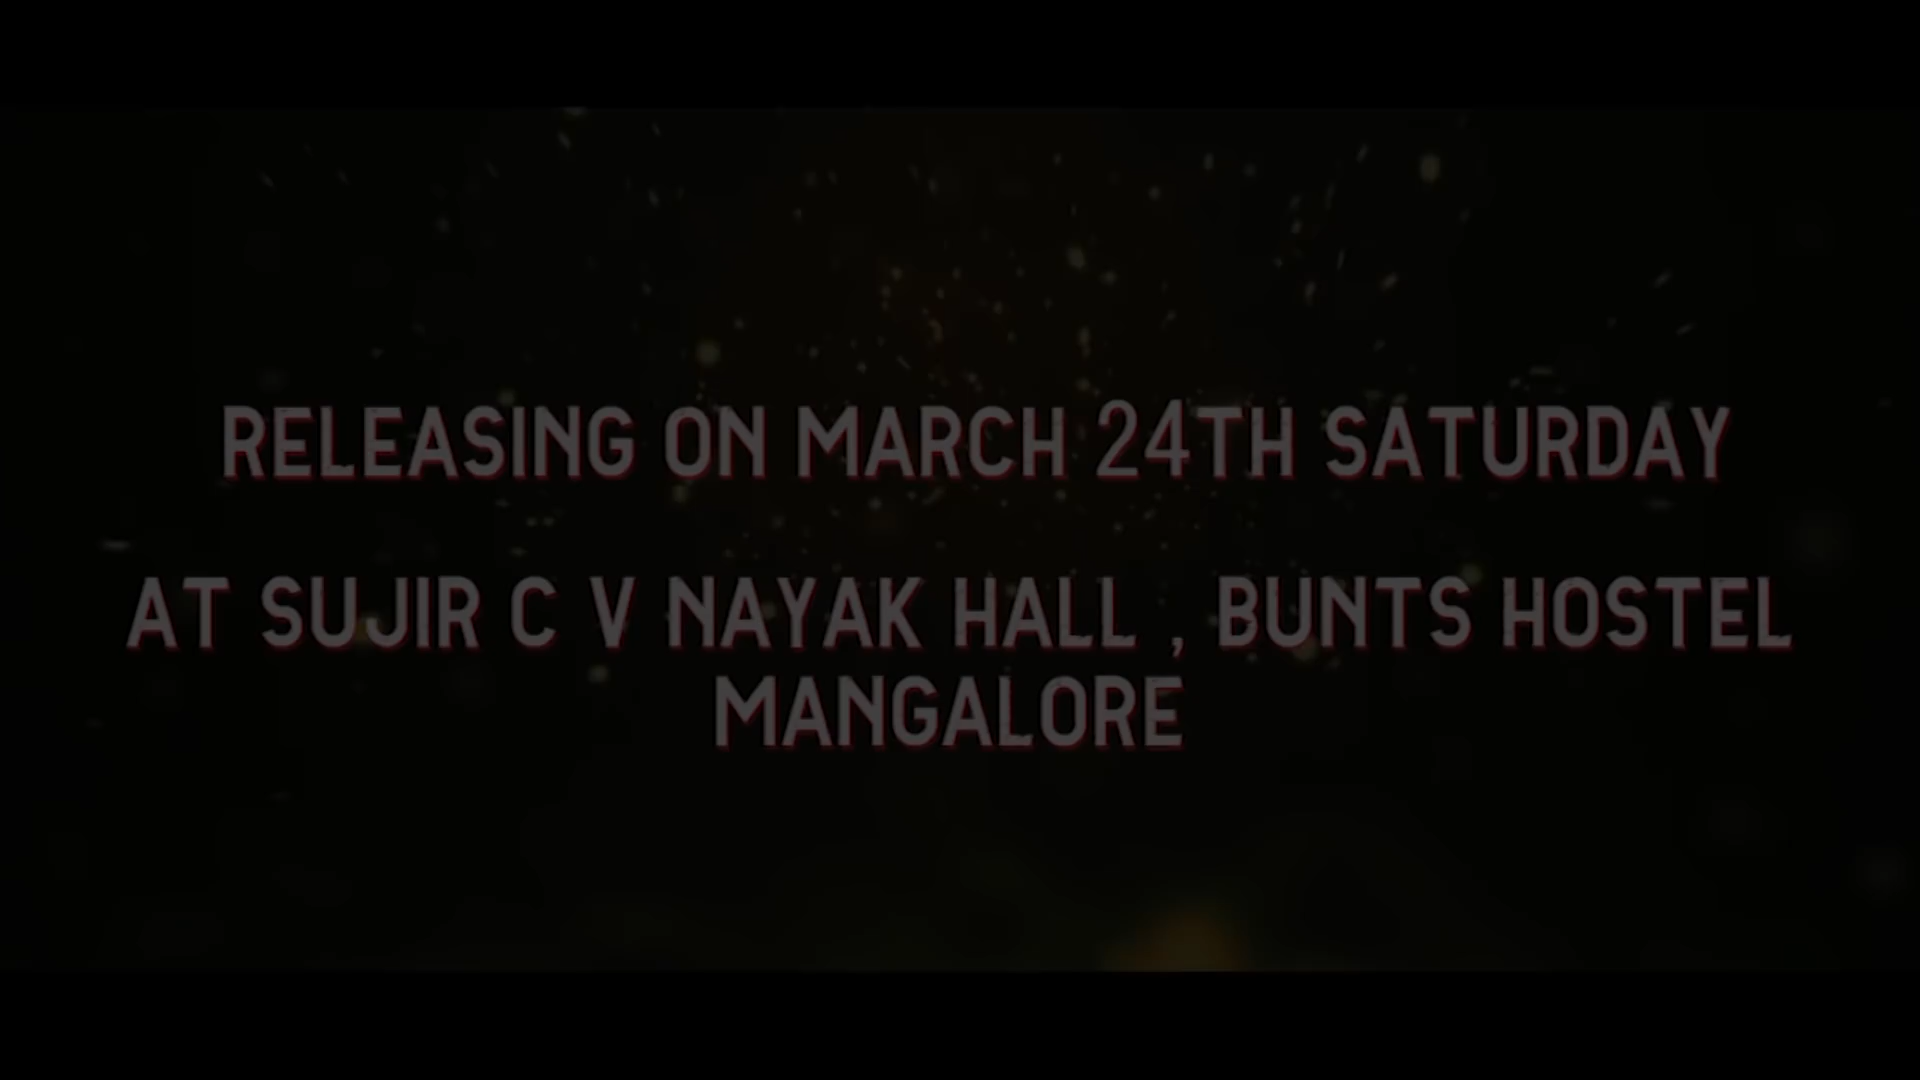 RELEASING ON MARCH 24TH SATURDAY
AT SUJIR C V NAYAK HALL , BUNTS HOSTEL
MANGALORE